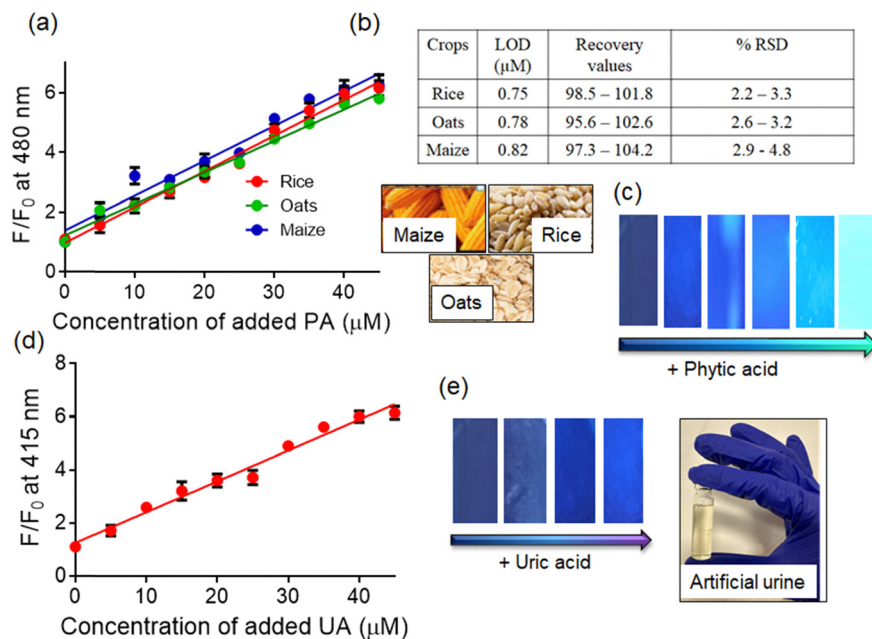 (a)
F/F0 at 480 nm
6
4
2
0
Rice
Oats
Maize
0 10 20 30 40
Concentration of added PA (μM)
(b)
Crops LOD (μM) Recovery values % RSD
Rice 0.75 98.5 – 101.8 2.2 – 3.3
Oats 0.78 95.6 – 102.6 2.6 – 3.2
Maize 0.82 97.3 – 104.2 2.9 - 4.8
Maize
Rice
Oats
(c)
+ Phytic acid
(d)
F/F0 at 415 nm
8
6
4
2
0
0 10 20 30 40
Concentration of added UA (μM)
(e)
+ Uric acid
Artificial urine